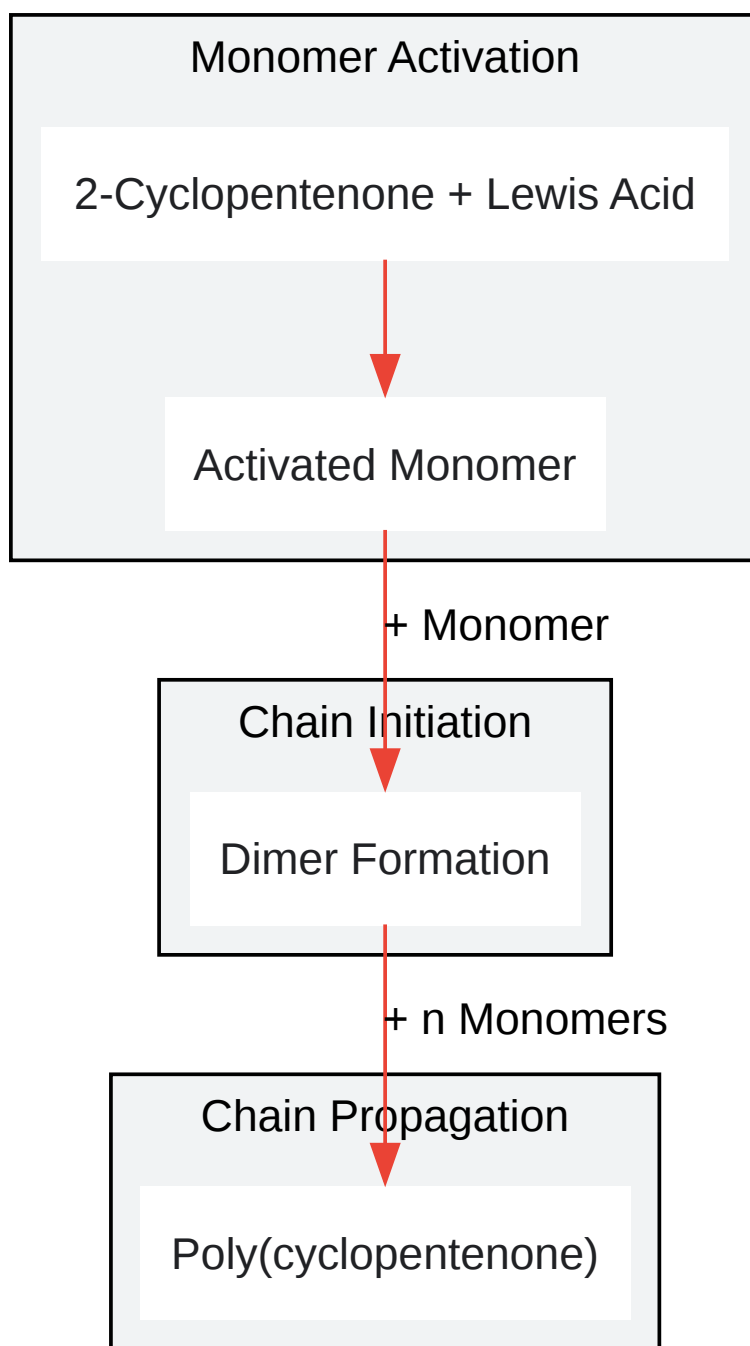 Monomer Activation
2-Cyclopentenone + Lewis Acid
Activated Monomer
+ Monomer
Chain Initiation
Dimer Formation
+ n Monomers
Chain Propagation
Poly(cyclopentenone)